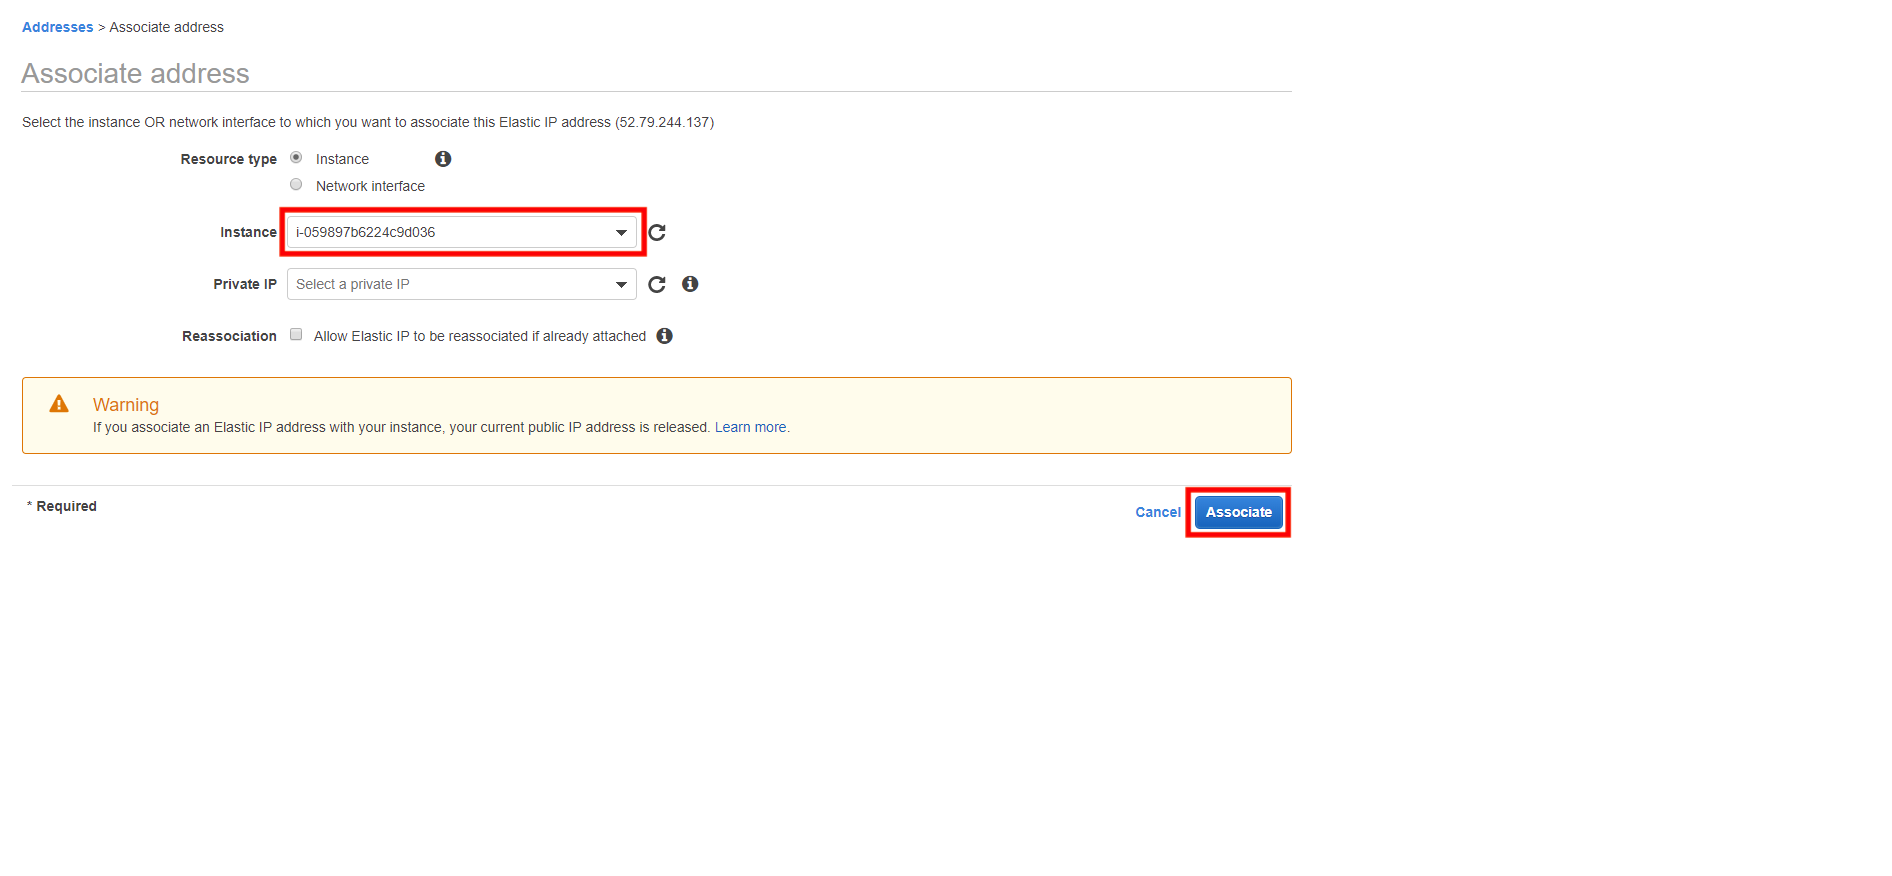 Addresses > Associate address
Associate address
Select the instance OR network interface to which you want to associate this Elastic IP address (52.79.244.137)
Resource type Instance
Network interface
Instance i-059897b6224c9d036
Private IP Select a private IP
Reassociation Allow Elastic IP to be reassociated if already attached
Warning
If you associate an Elastic IP address with your instance, your current public IP address is released. Learn more.
* Required
Cancel Associate